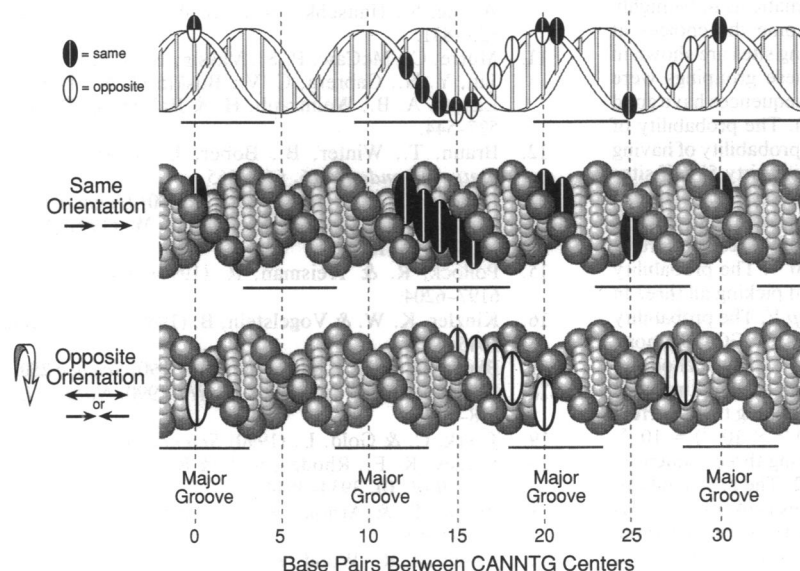 = same
= opposite
Same
Orientation
Opposite
Orientation
or
Major
Groove
Major
Groove
Major
Groove
Major
Groove
0 5 10 15 20 25 30
Base Pairs Between CANNTG Centers